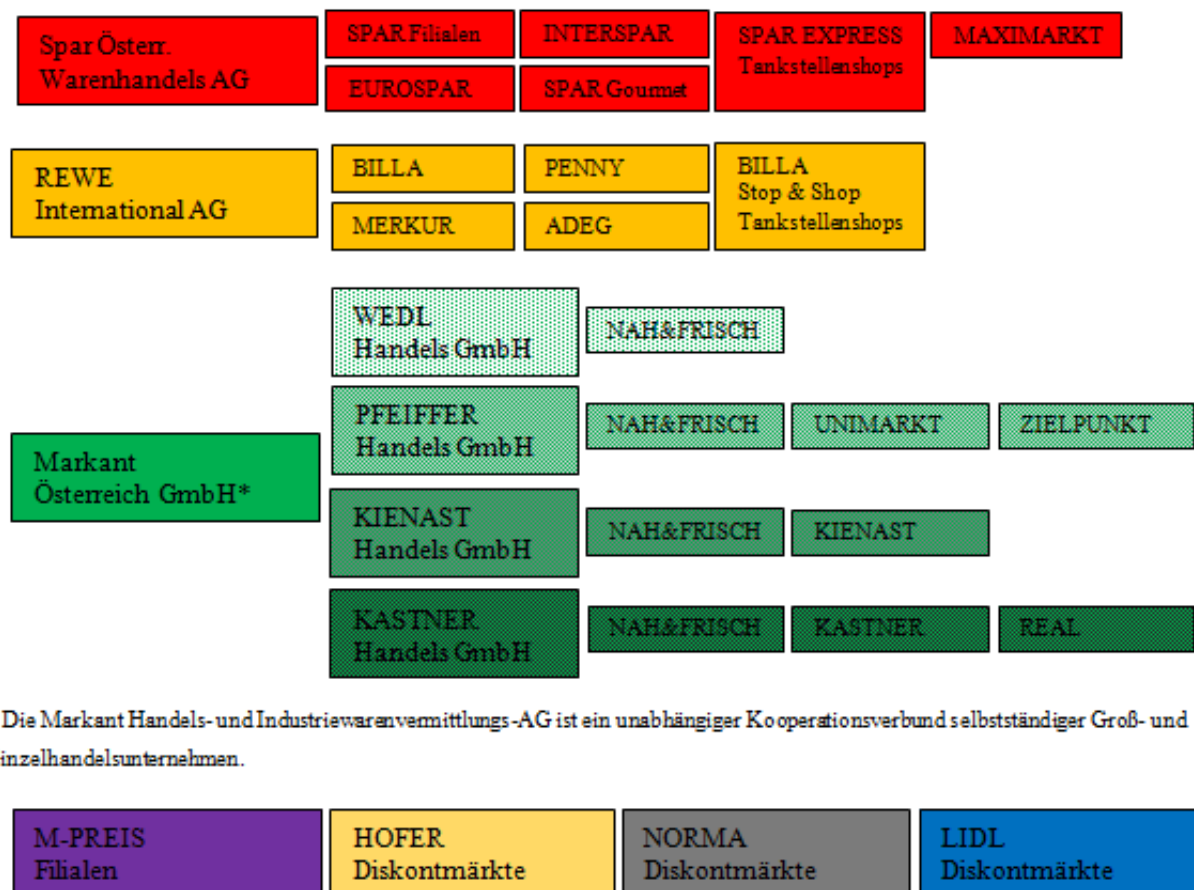 Spar Österr.
Warenhandels AG
SPAR Filialen
INTERSPAR
SPAR EXPRESS
Tankstellenshops
MAXIMARKT
EUROSPAR
SPAR Gourmet
REWE
International AG
BILLA
PENNY
BILLA
Stop & Shop
Tankstellenshops
MERKUR
ADEG
Markant
Österreich GmbH*
WEDL
Handels GmbH
NAH&FRISCH
PFEIFFER
Handels GmbH
NAH&FRISCH
UNIMARKT
ZIELPUNKT
KIENAST
Handels GmbH
NAH&FRISCH
KIENAST
KASTNER
Handels GmbH
NAH&FRISCH
KASTNER
REAL
Die Markant Handels- und Industriewarenvermittlungs-AG ist ein unabhängiger Kooperationsverbund selbstständiger Groß- und
inzelhandelsunternehmen.
M-PREIS
Filialen
HOFER
Diskontmärkte
NORMA
Diskontmärkte
LIDL
Diskontmärkte